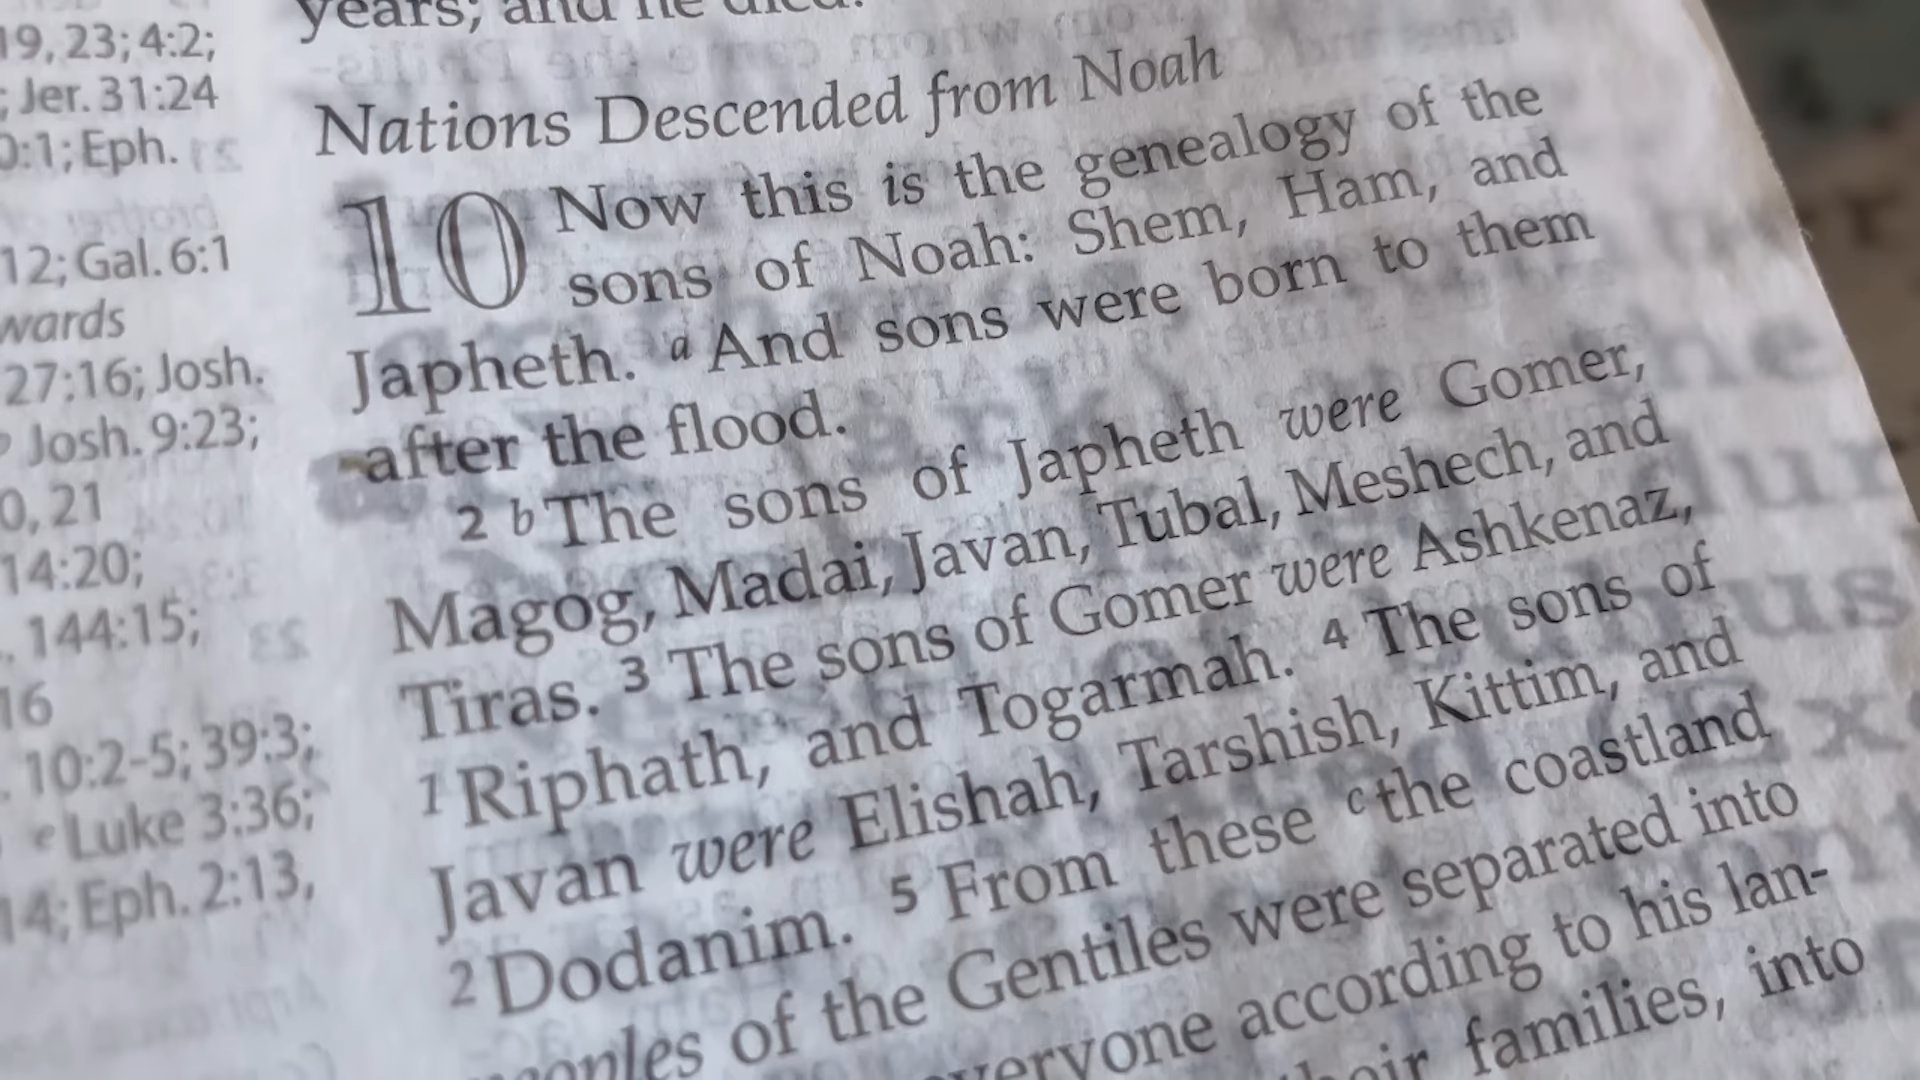 19, 23; 4:2;
; Jer. 31:24
0:1; Eph.
12; Gal. 6:1
wards
27:16; Josh.
Josh. 9:23;
0, 21
14:20;
144:15;
16
10:2-5; 39:3;
e Luke 3:36;
14; Eph. 2:13,
years; and he died.
Nations Descended from Noah
10 Now this is the genealogy of the
sons of Noah: Shem, Ham, and
Japheth. a And sons were born to them
after the flood.
2 b The sons of Japheth were Gomer,
Magog, Madai, Javan, Tubal, Meshech, and
Tiras. 3 The sons of Gomer were Ashkenaz,
1 Riphath, and Togarmah. 4 The sons of
Javan were Elishah, Tarshish, Kittim, and
2 Dodanim. 5 From these c the coastland
peoples of the Gentiles were separated into
everyone according to his lan-
their families, into